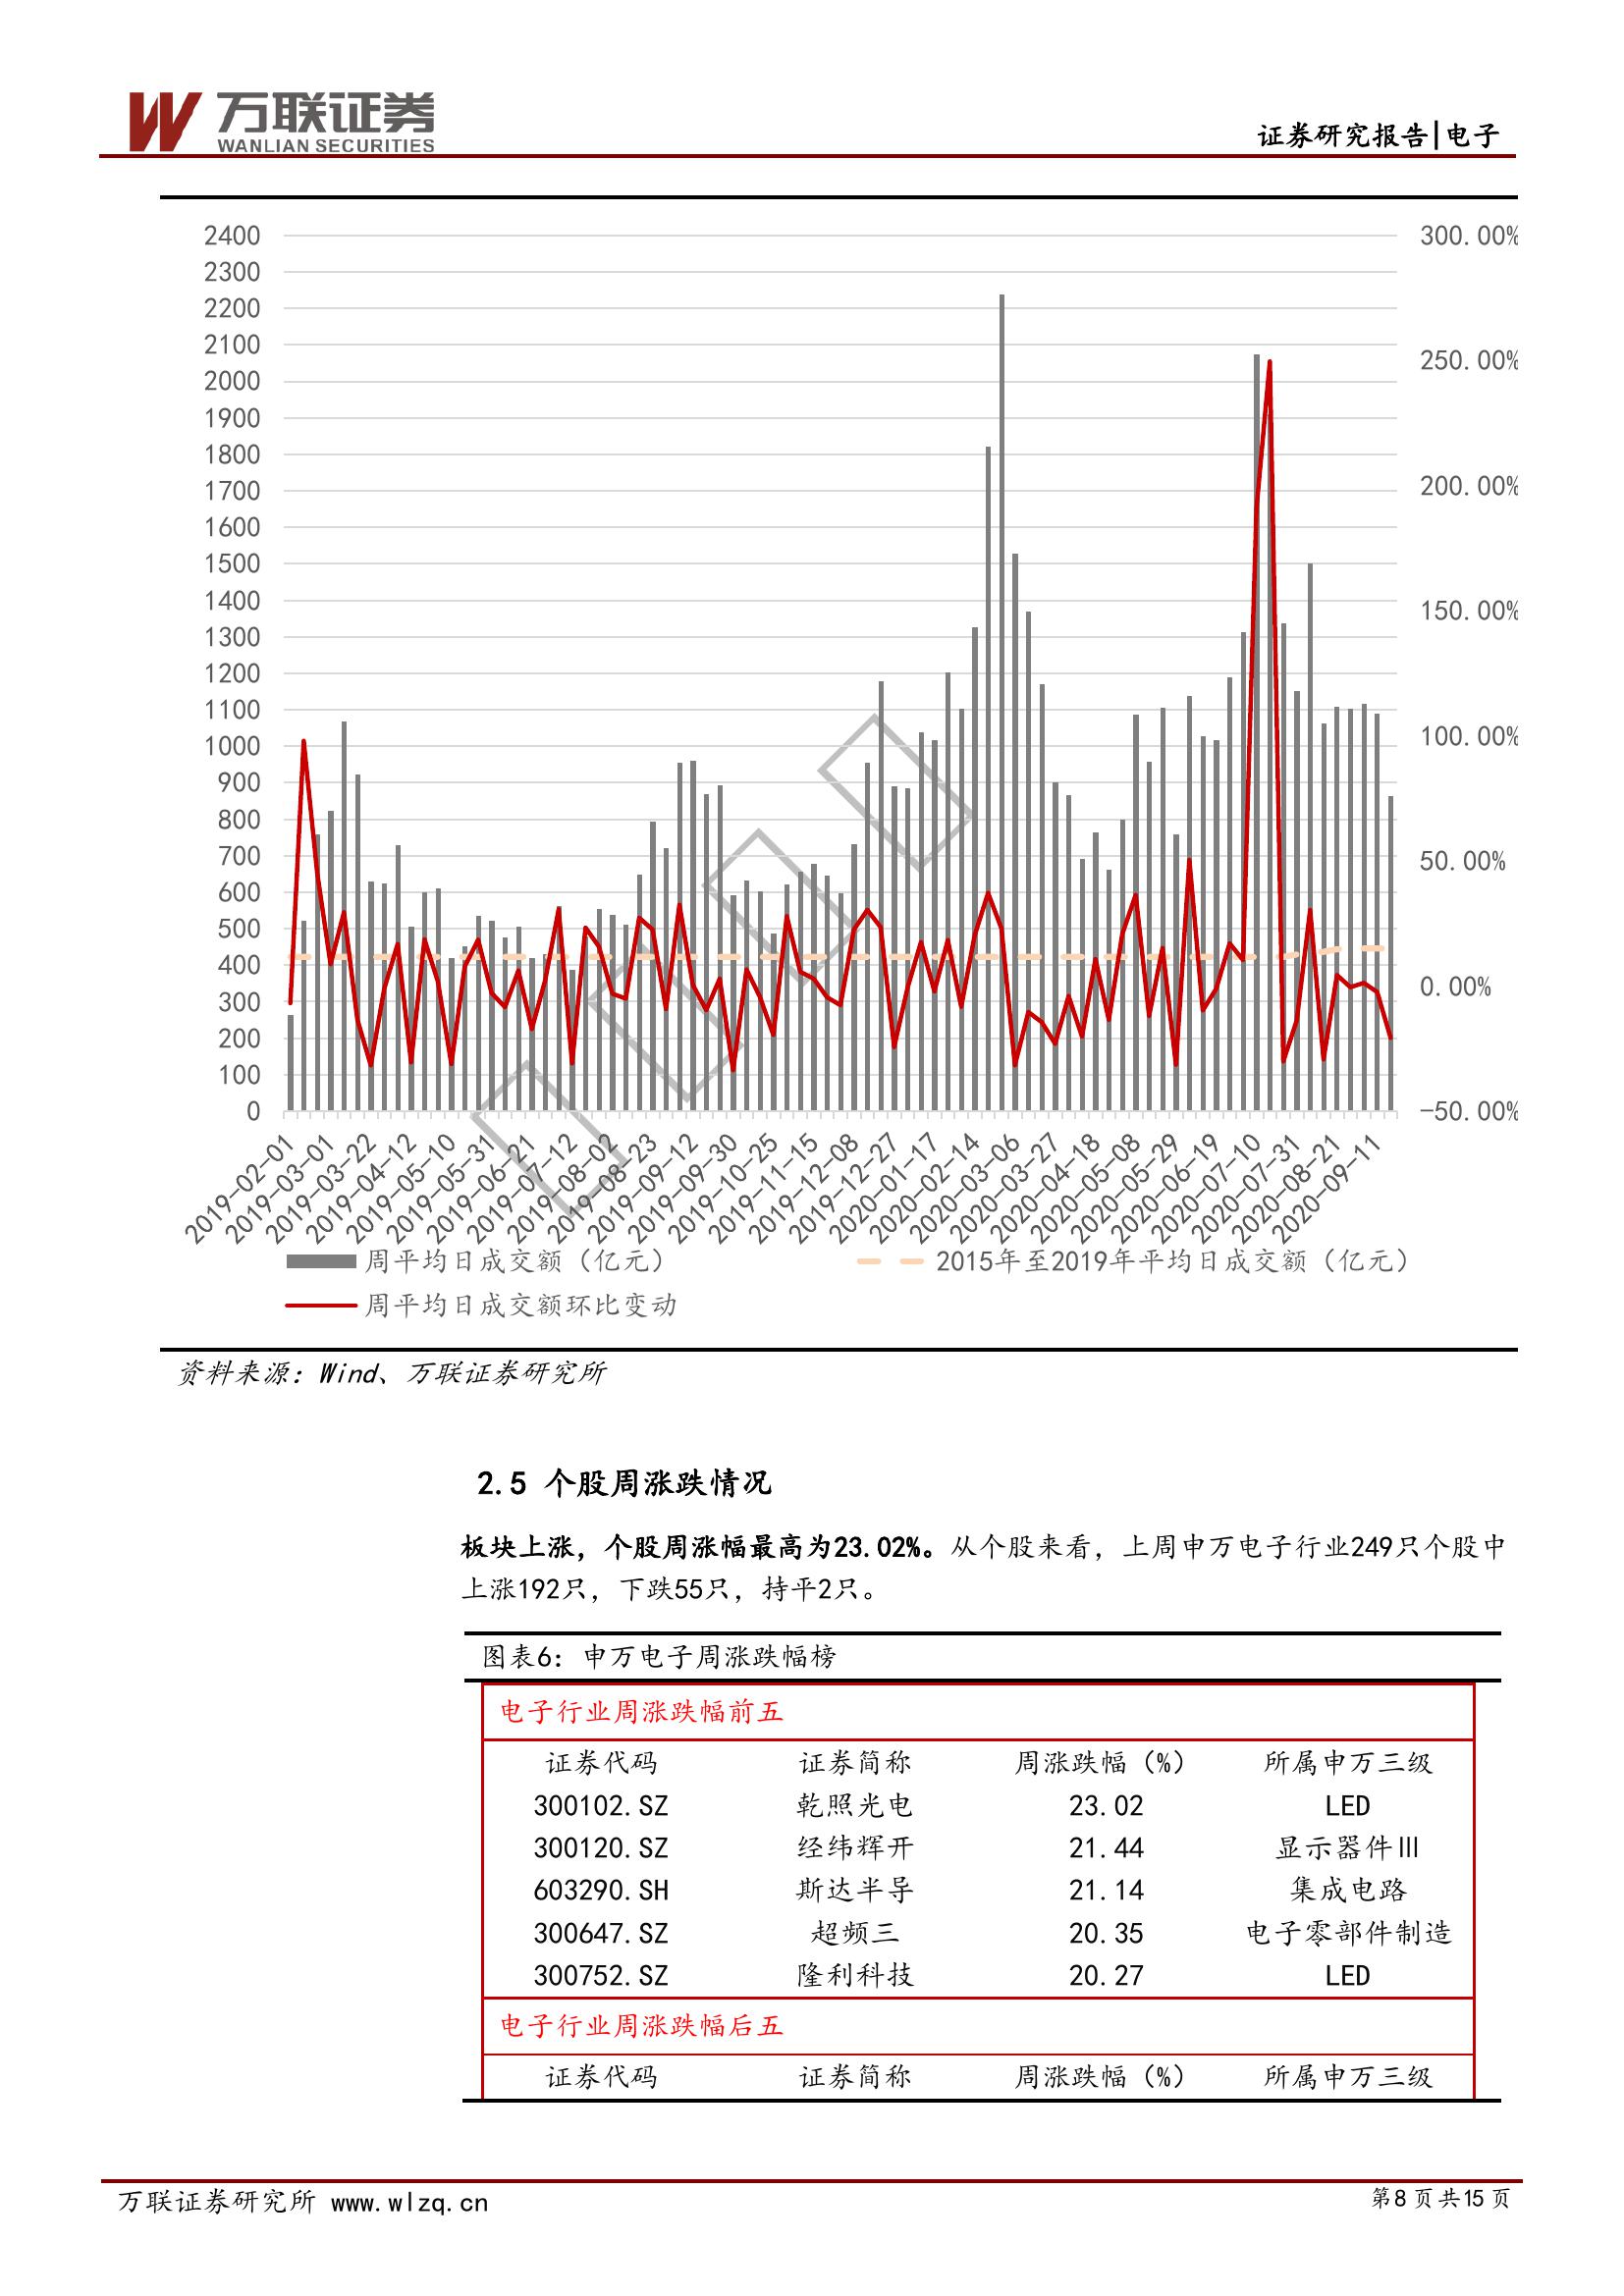 万联证券
WANLIAN SECURITIES
证券研究报告|电子
2400
2300
2200
2100
2000
1900
1800
1700
1600
1500
1400
1300
1200
1100
1000
900
800
700
600
500
400
300
200
100
0
300.00%
250.00%
200.00%
150.00%
100.00%
50.00%
0.00%
-50.00%
2019-02-01
2019-03-01
2019-03-22
2019-04-12
2019-05-10
2019-05-31
2019-06-21
2019-07-12
2019-08-02
2019-08-23
2019-09-12
2019-09-30
2019-10-25
2019-11-15
2019-12-08
2019-12-27
2020-01-17
2020-02-14
2020-03-06
2020-03-27
2020-04-18
2020-05-08
2020-05-29
2020-06-19
2020-07-10
2020-07-31
2020-08-21
2020-09-11
周平均日成交额（亿元）
2015年至2019年平均日成交额（亿元）
周平均日成交额环比变动
资料来源：Wind、万联证券研究所
2.5 个股周涨跌情况
板块上涨，个股周涨幅最高为23.02%。从个股来看，上周申万电子行业249只个股中
上涨192只，下跌55只，持平2只。
图表6：申万电子周涨跌幅榜
电子行业周涨跌幅前五
证券代码 证券简称 周涨跌幅（%） 所属申万三级
300102.SZ 乾照光电 23.02 LED
300120.SZ 经纬辉开 21.44 显示器件Ⅲ
603290.SH 斯达半导 21.14 集成电路
300647.SZ 超频三 20.35 电子零部件制造
300752.SZ 隆利科技 20.27 LED
电子行业周涨跌幅后五
证券代码 证券简称 周涨跌幅（%） 所属申万三级
万联证券研究所 www.wlzq.cn
第8页共15页